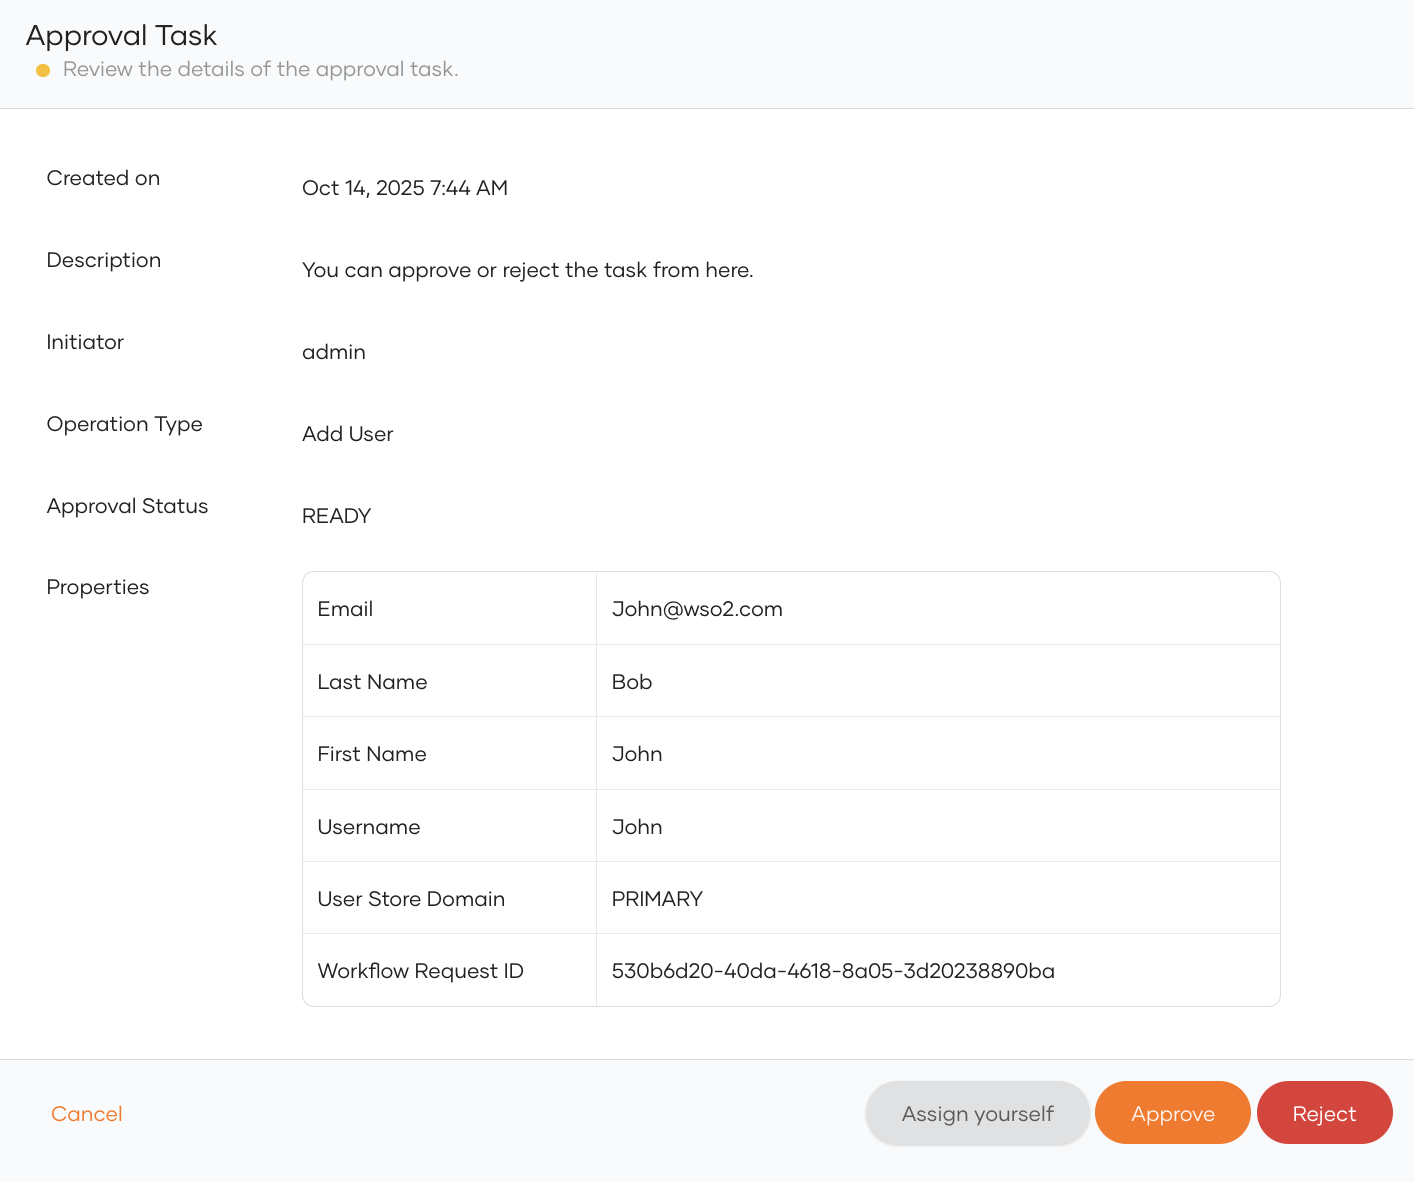 Approval Task
Review the details of the approval task.
Created on
Oct 14, 2025 7:44 AM
Description
You can approve or reject the task from here.
Initiator
admin
Operation Type
Add User
Approval Status
READY
Properties
Email John@wso2.com
Last Name Bob
First Name John
Username John
User Store Domain PRIMARY
Workflow Request ID 530b6d20-40da-4618-8a05-3d20238890ba
Cancel Assign yourself Approve Reject